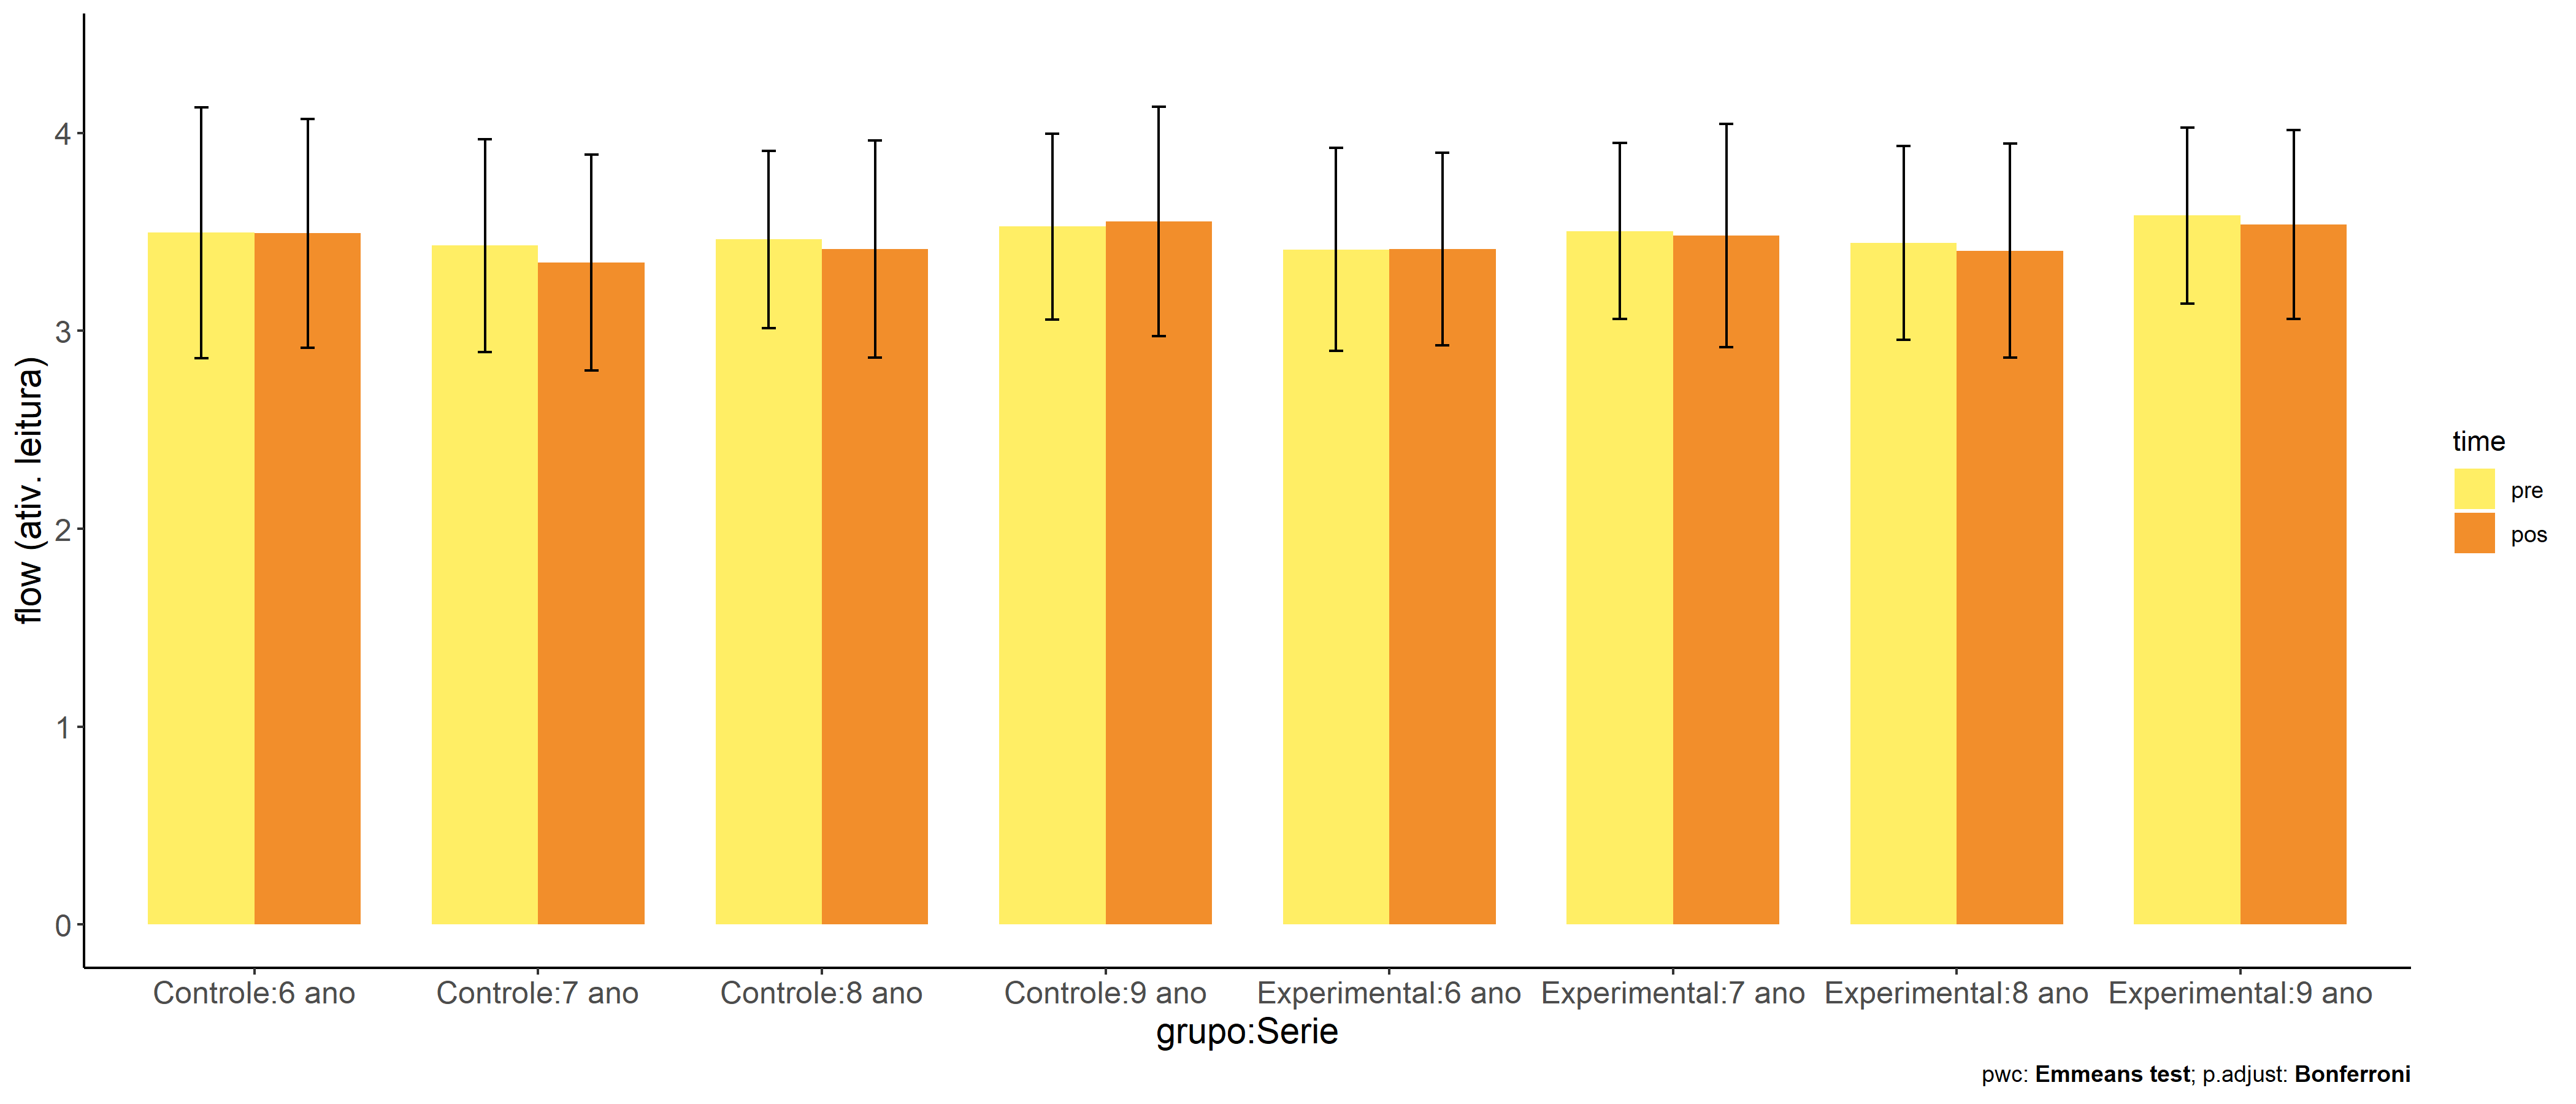 flow (ativ. leitura)
4
3
2
1
0
Controle:6 ano
Controle:7 ano
Controle:8 ano
Controle:9 ano
Experimental:6 ano
Experimental:7 ano
Experimental:8 ano
Experimental:9 ano
grupo:Serie
time
pre
pos
pwc: Emmeans test; p.adjust: Bonferroni